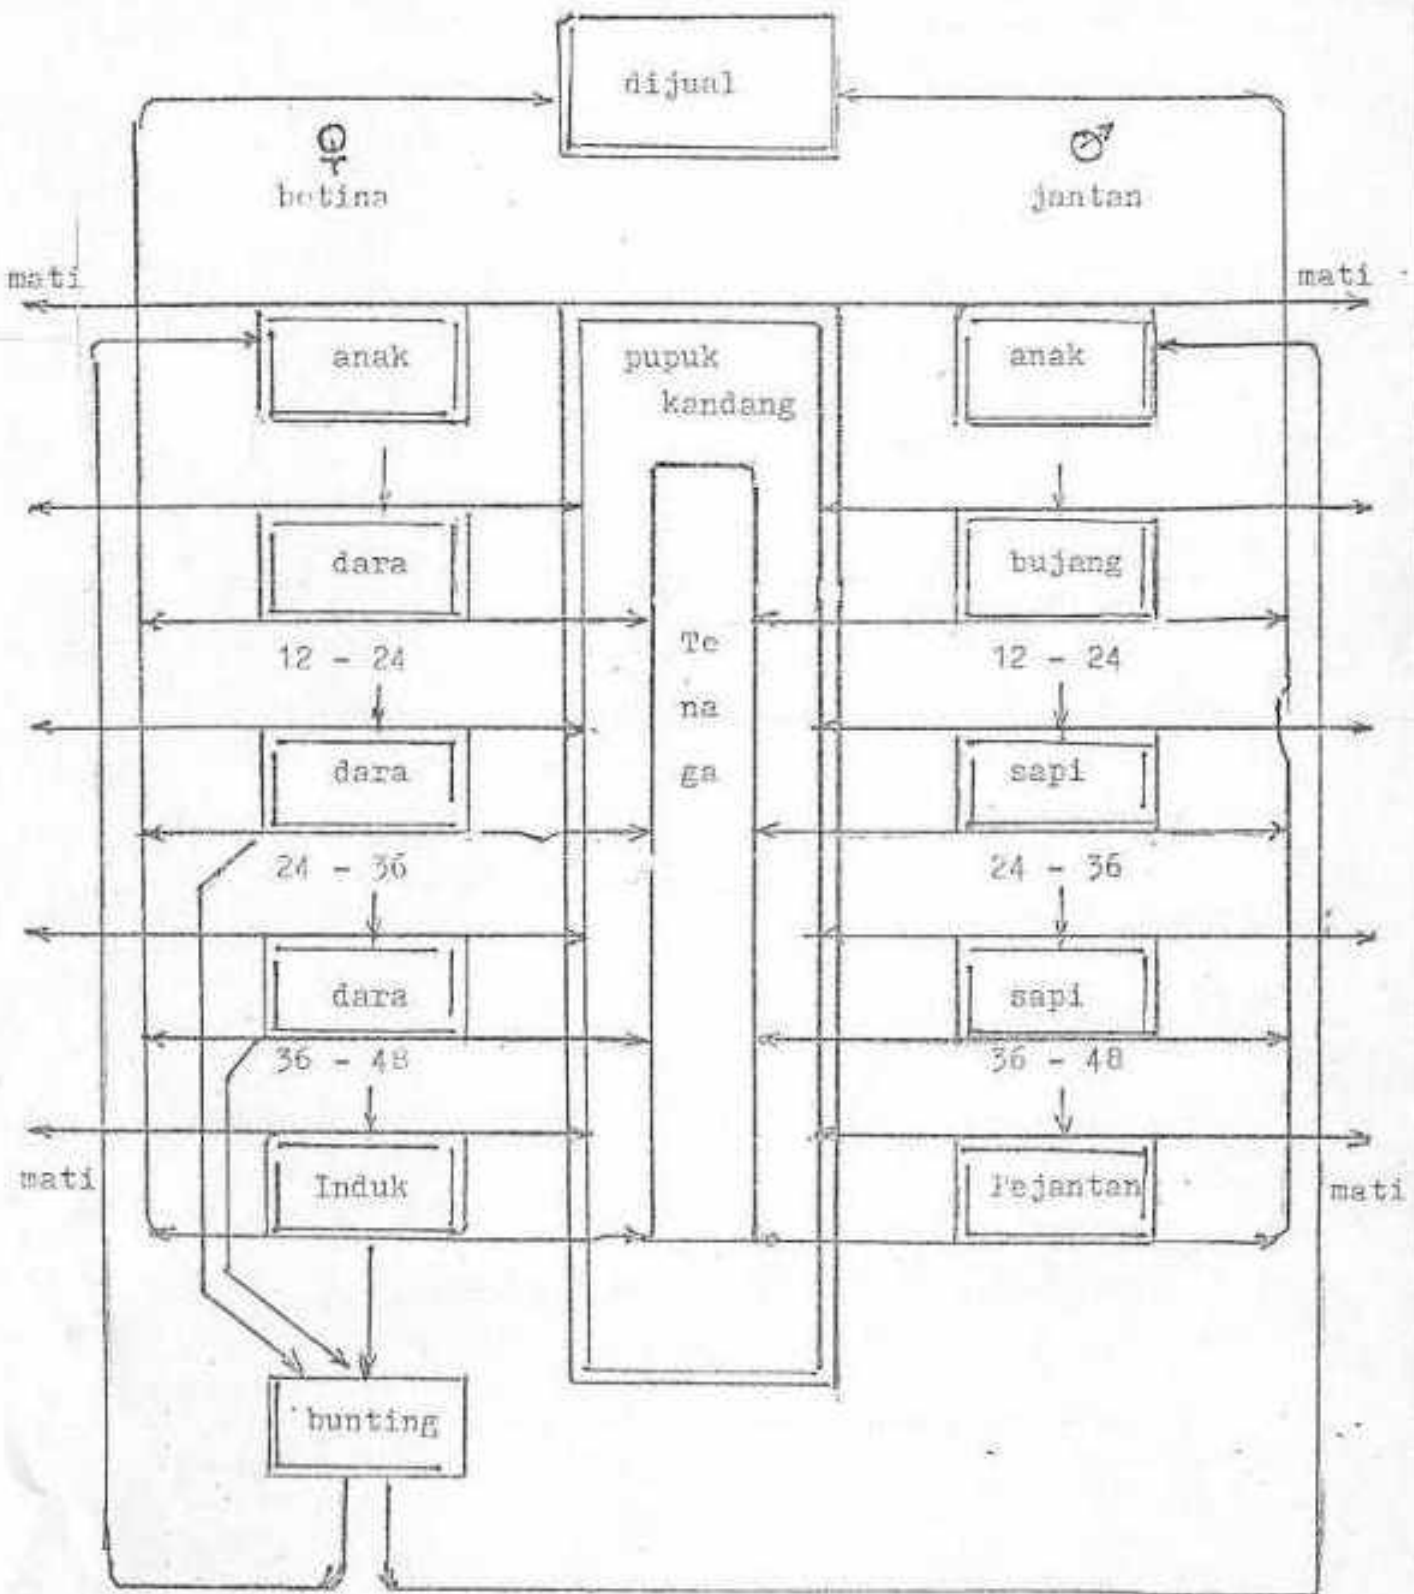 dijual
betina
jantan
mati
mati
anak
pupuk
kandang
anak
dara
bujang
12 - 24
Te
na
ga
12 - 24
dara
sapi
24 - 36
24 - 36
dara
sapi
36 - 48
36 - 48
mati
Induk
Pejantan
mati
bunting